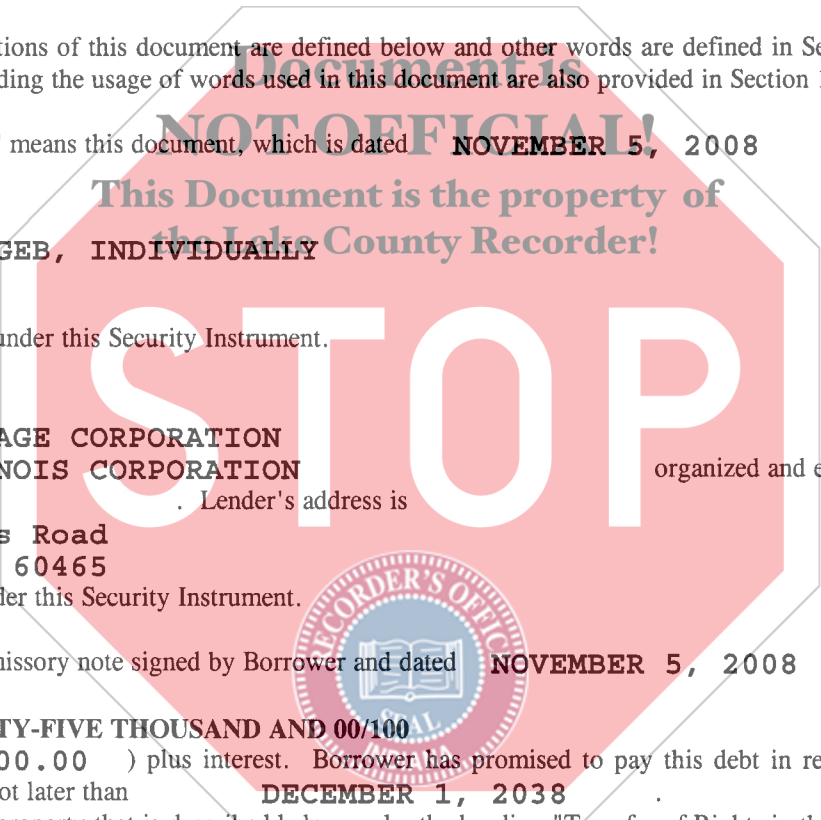 tions of this document are defined below and other words are defined in Se
ding the usage of words used in this document are also provided in Section
Document is
NOT OFFICIAL!
' means this document, which is dated NOVEMBER 5, 2008
This Document is the property of
the Lake County Recorder!
GEB, INDIVIDUALLY
under this Security Instrument.
STOP
AGE CORPORATION
NOIS CORPORATION organized and e
. Lender's address is
s Road
60465
der this Security Instrument.
RECORDER'S OFFICE
SEAL
INDIANA
nissory note signed by Borrower and dated NOVEMBER 5, 2008
TY-FIVE THOUSAND AND 00/100
00.00 ) plus interest. Borrower has promised to pay this debt in re
ot later than DECEMBER 1, 2038 .